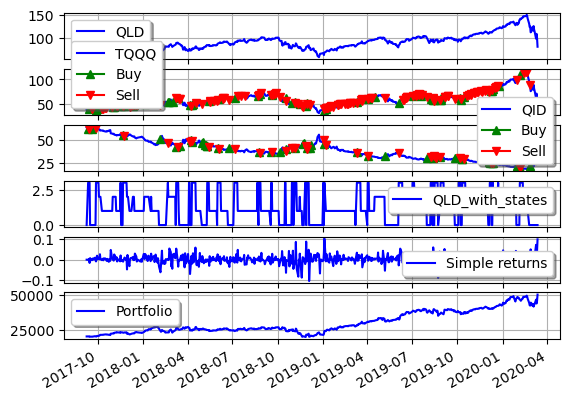 150
100
QLD
TQQQ
Buy
Sell
100
50
QID
Buy
Sell
50
25
2.5
0.0
QLD_with_states
0.1
0.0
-0.1
Simple returns
50000
25000
Portfolio
2017-10
2018-01
2018-04
2018-07
2018-10
2019-01
2019-04
2019-07
2019-10
2020-01
2020-04